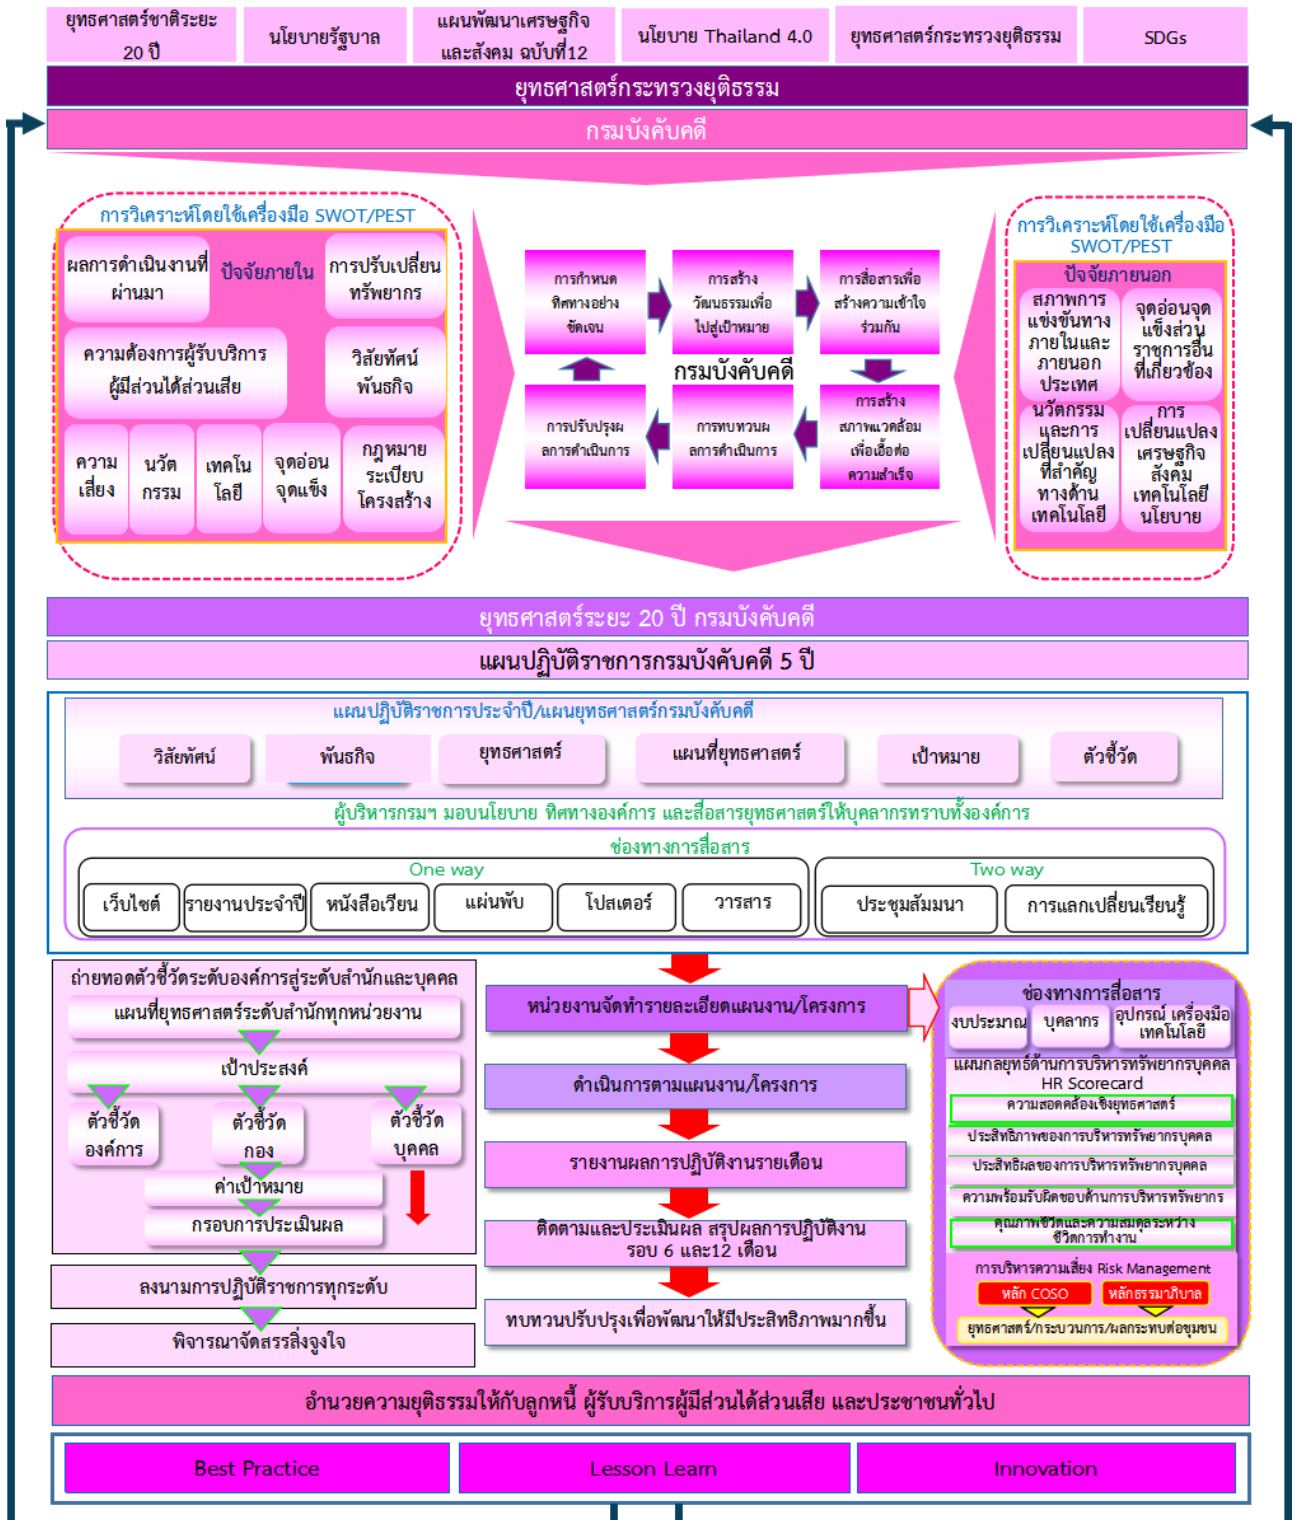 ยุทธศาสตร์ชาติระยะ
20 ปี
นโยบายรัฐบาล
แผนพัฒนาเศรษฐกิจ
และสังคม ฉบับที่12
นโยบาย Thailand 4.0
ยุทธศาสตร์กระทรวงยุติธรรม
SDGs
ยุทธศาสตร์กระทรวงยุติธรรม
กรมบังคับคดี
การวิเคราะห์โดยใช้เครื่องมือ SWOT/PEST
ผลการดำเนินงานที่
ผ่านมา
ปัจจัยภายใน
การปรับเปลี่ยน
ทรัพยากร
ความต้องการผู้รับบริการ
ผู้มีส่วนได้ส่วนเสีย
วิสัยทัศน์
พันธกิจ
ความ
เสี่ยง
นวัต
กรรม
เทคโน
โลยี
จุดอ่อน
จุดแข็ง
กฎหมาย
ระเบียบ
โครงสร้าง
การกำหนด
ทิศทางอย่าง
ชัดเจน
การสร้าง
วัฒนธรรมเพื่อ
ไปสู่เป้าหมาย
การสื่อสารเพื่อ
สร้างความเข้าใจ
ร่วมกัน
กรมบังคับคดี
การปรับปรุงผ
ลการดำเนินการ
การทบทวนผ
ลการดำเนินการ
การสร้าง
สภาพแวดล้อม
เพื่อเอื้อต่อ
ความสำเร็จ
การวิเคราะห์โดยใช้เครื่องมือ
SWOT/PEST
ปัจจัยภายนอก
สภาพการ
แข่งขันทาง
ภายในและ
ภายนอก
ประเทศ
จุดอ่อนจุด
แข็งส่วน
ราชการอื่น
ที่เกี่ยวข้อง
นวัตกรรม
และการ
เปลี่ยนแปลง
ที่สำคัญ
ทางด้าน
เทคโนโลยี
การ
เปลี่ยนแปลง
เศรษฐกิจ
สังคม
เทคโนโลยี
นโยบาย
ยุทธศาสตร์ระยะ 20 ปี กรมบังคับคดี
แผนปฏิบัติราชการกรมบังคับคดี 5 ปี
แผนปฏิบัติราชการประจำปี/แผนยุทธศาสตร์กรมบังคับคดี
วิสัยทัศน์
พันธกิจ
ยุทธศาสตร์
แผนที่ยุทธศาสตร์
เป้าหมาย
ตัวชี้วัด
ผู้บริหารกรมฯ มอบนโยบาย ทิศทางองค์การ และสื่อสารยุทธศาสตร์ให้บุคลากรทราบทั้งองค์การ
ช่องทางการสื่อสาร
One way
เว็บไซต์
รายงานประจำปี
หนังสือเวียน
แผ่นพับ
โปสเตอร์
วารสาร
Two way
ประชุมสัมมนา
การแลกเปลี่ยนเรียนรู้
ถ่ายทอดตัวชี้วัดระดับองค์การสู่ระดับสำนักและบุคคล
แผนที่ยุทธศาสตร์ระดับสำนักทุกหน่วยงาน
เป้าประสงค์
ตัวชี้วัด
องค์การ
ตัวชี้วัด
กอง
ตัวชี้วัด
บุคคล
ค่าเป้าหมาย
กรอบการประเมินผล
ลงนามการปฏิบัติราชการทุกระดับ
พิจารณาจัดสรรสิ่งจูงใจ
หน่วยงานจัดทำรายละเอียดแผนงาน/โครงการ
ดำเนินการตามแผนงาน/โครงการ
รายงานผลการปฏิบัติงานรายเดือน
ติดตามและประเมินผล สรุปผลการปฏิบัติงาน
รอบ 6 และ12 เดือน
ทบทวนปรับปรุงเพื่อพัฒนาให้มีประสิทธิภาพมากขึ้น
ช่องทางการสื่อสาร
งบประมาณ
บุคลากร
อุปกรณ์ เครื่องมือ
เทคโนโลยี
แผนกลยุทธ์ด้านการบริหารทรัพยากรบุคคล
HR Scorecard
ความสอดคล้องเชิงยุทธศาสตร์
ประสิทธิภาพของการบริหารทรัพยากรบุคคล
ประสิทธิผลของการบริหารทรัพยากรบุคคล
ความพร้อมรับผิดชอบด้านการบริหารทรัพยากร
คุณภาพชีวิตและความสมดุลระหว่าง
ชีวิตการทำงาน
การบริหารความเสี่ยง Risk Management
หลัก COSO
หลักธรรมาภิบาล
ยุทธศาสตร์/กระบวนการ/ผลกระทบต่อชุมชน
อำนวยความยุติธรรมให้กับลูกหนี้ ผู้รับบริการผู้มีส่วนได้ส่วนเสีย และประชาชนทั่วไป
Best Practice
Lesson Learn
Innovation